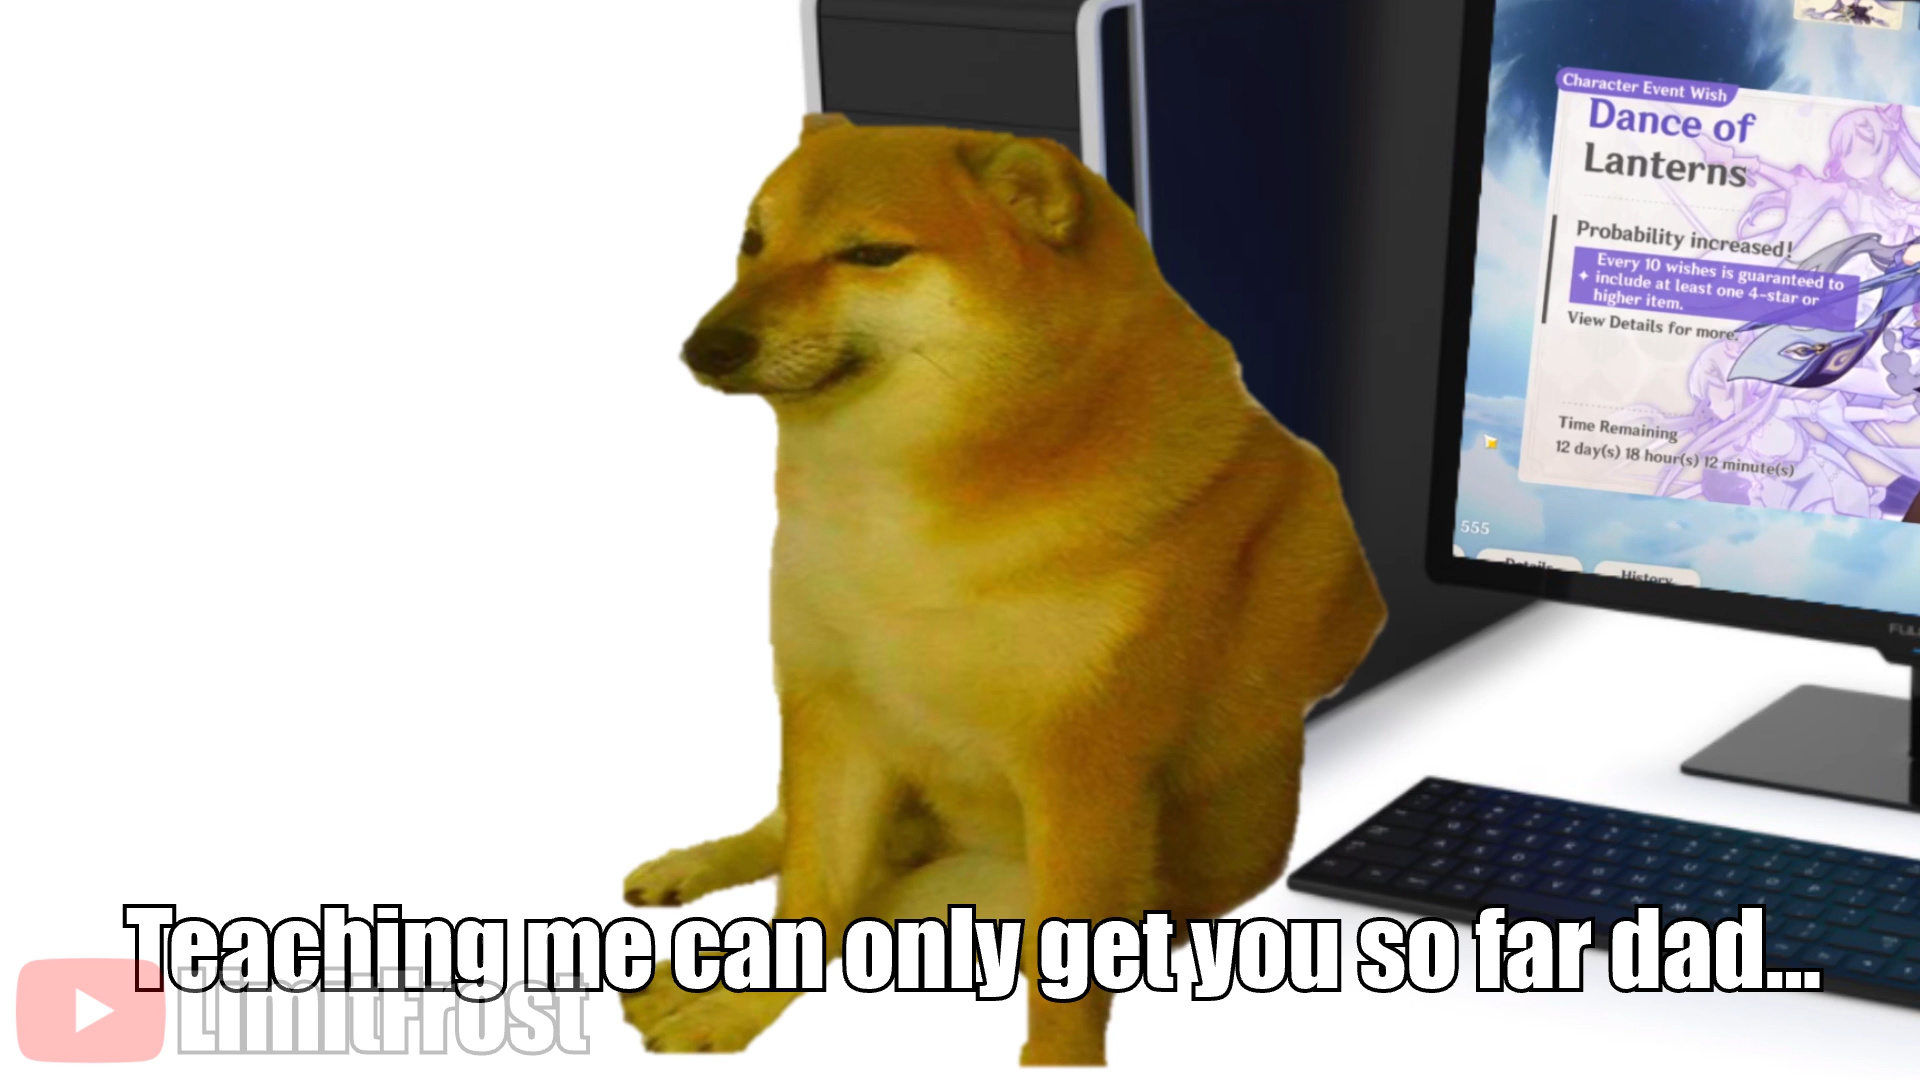 Character Event Wish
Dance of
Lanterns
Probability increased!
Every 10 wishes is guaranteed to
include at least one 4-star or
higher item.
View Details for more.
Time Remaining
12 day(s) 18 hour(s) 12 minute(s)
555
Details
History
Teaching me can only get you so far dad...
LimitFrost